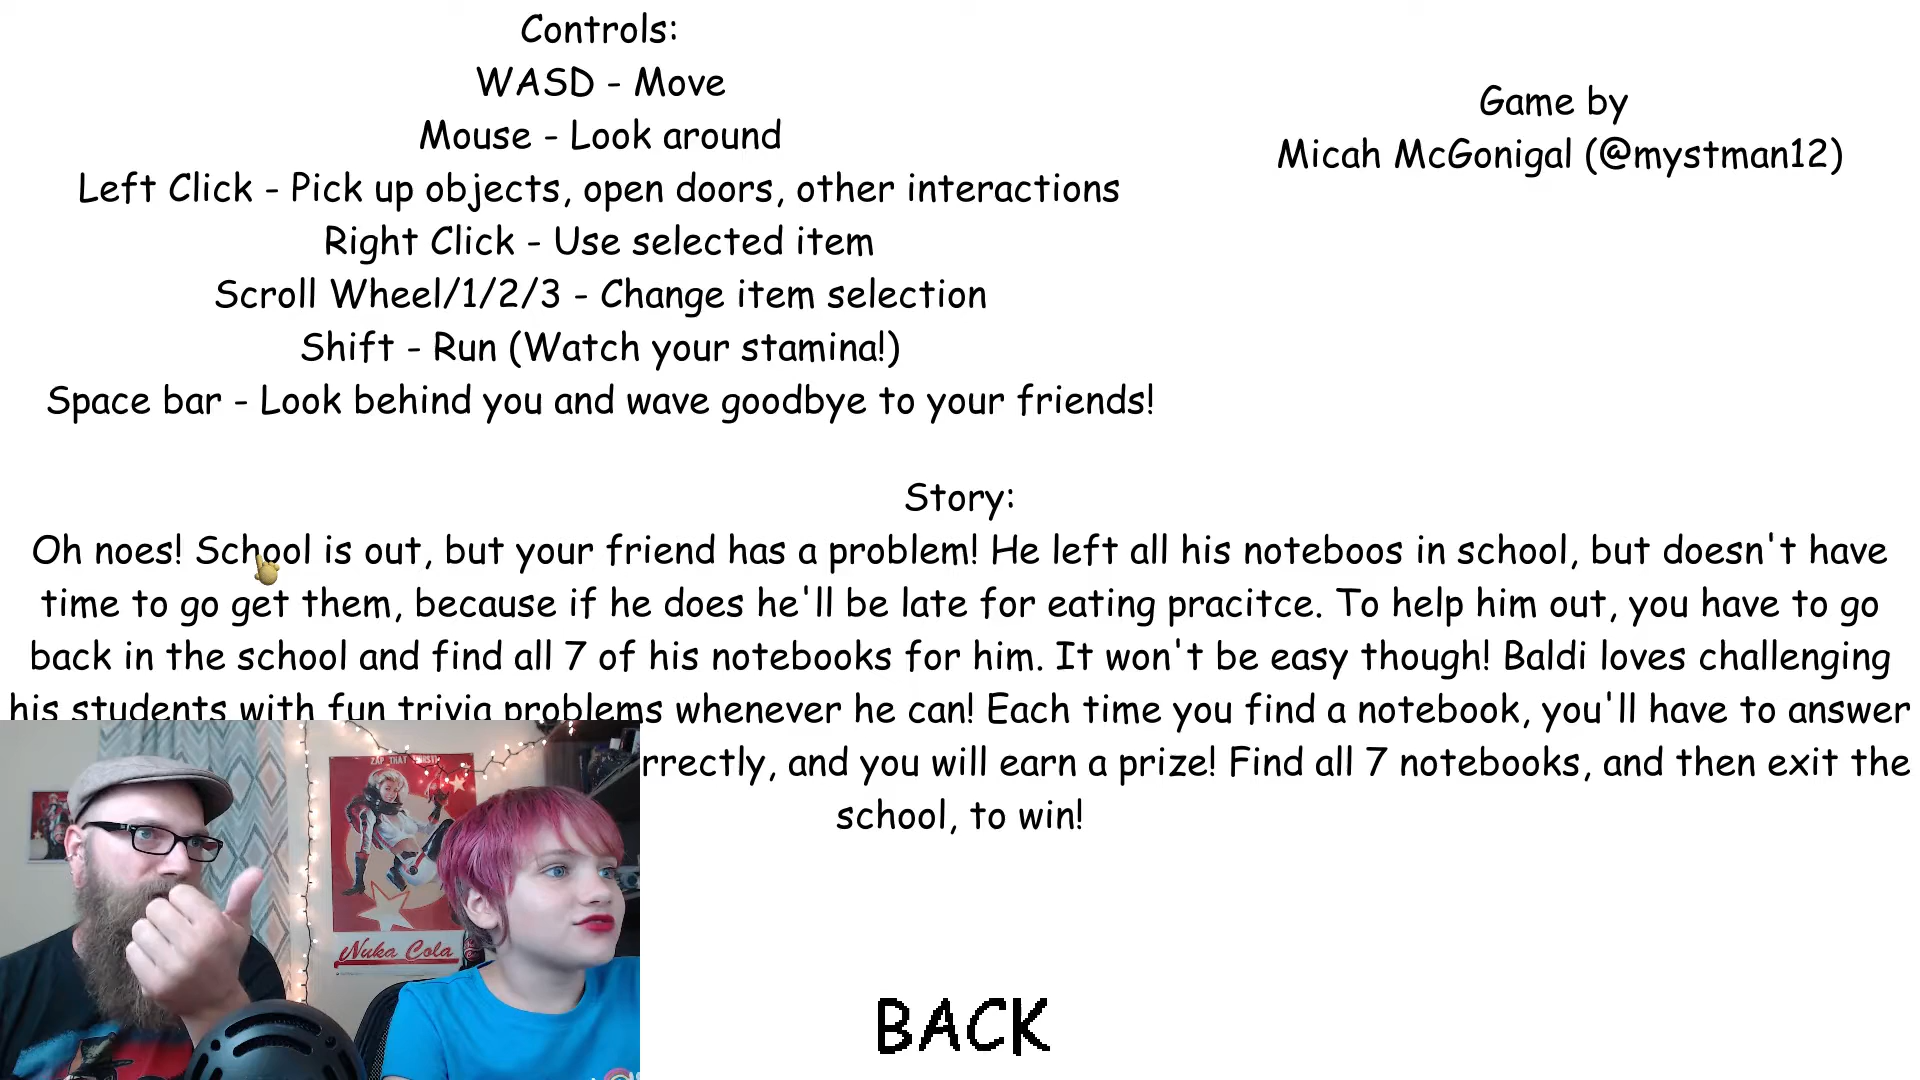 Controls:
WASD - Move
Mouse - Look around
Left Click - Pick up objects, open doors, other interactions
Right Click - Use selected item
Scroll Wheel/1/2/3 - Change item selection
Shift - Run (Watch your stamina!)
Space bar - Look behind you and wave goodbye to your friends!
Game by
Micah McGonigal (@mystman12)
Story:
Oh noes! School is out, but your friend has a problem! He left all his noteboos in school, but doesn't have
time to go get them, because if he does he'll be late for eating pracitce. To help him out, you have to go
back in the school and find all 7 of his notebooks for him. It won't be easy though! Baldi loves challenging
his students with fun trivia problems whenever he can! Each time you find a notebook, you'll have to answer
rrectly, and you will earn a prize! Find all 7 notebooks, and then exit the
school, to win!
ZAP THAT
Nuka Cola
BACK